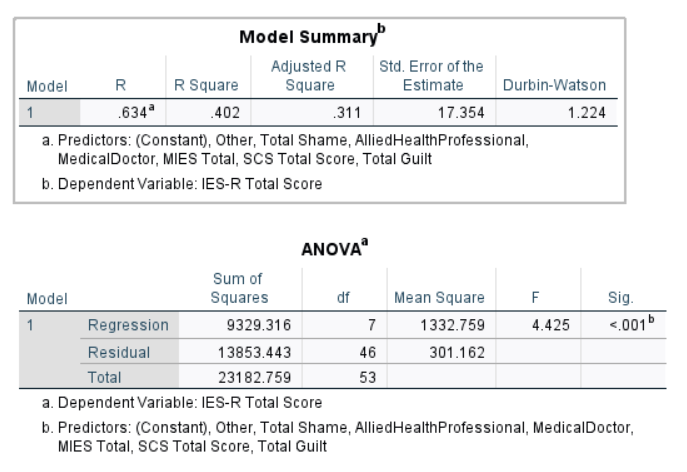 Model Summaryb
Model R R Square Adjusted R Square Std. Error of the Estimate Durbin-Watson
1 .634a .402 .311 17.354 1.224
a. Predictors: (Constant), Other, Total Shame, AlliedHealthProfessional,
MedicalDoctor, MIES Total, SCS Total Score, Total Guilt
b. Dependent Variable: IES-R Total Score
ANOVAa
Model Sum of Squares df Mean Square F Sig.
1 Regression 9329.316 7 1332.759 4.425 <.001b
Residual 13853.443 46 301.162
Total 23182.759 53
a. Dependent Variable: IES-R Total Score
b. Predictors: (Constant), Other, Total Shame, AlliedHealthProfessional, MedicalDoctor,
MIES Total, SCS Total Score, Total Guilt